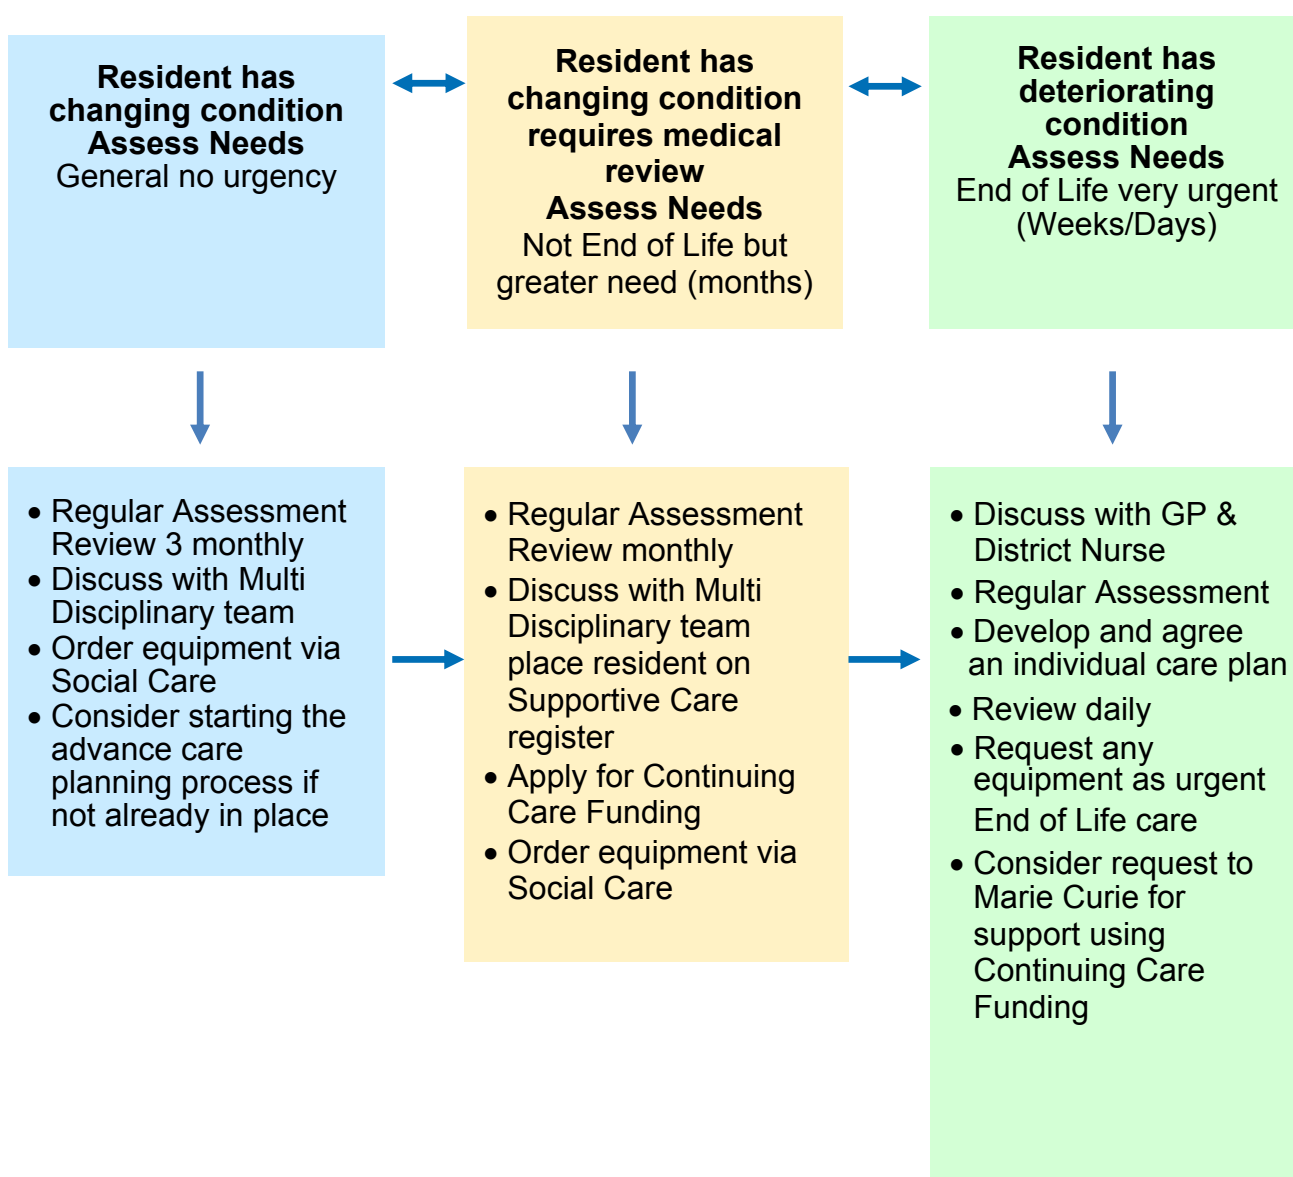 Resident has
changing condition
Assess Needs
General no urgency
Resident has
changing condition
requires medical
review
Assess Needs
Not End of Life but
greater need (months)
Resident has
deteriorating
condition
Assess Needs
End of Life very urgent
(Weeks/Days)
• Regular Assessment
Review 3 monthly
• Discuss with Multi
Disciplinary team
• Order equipment via
Social Care
• Consider starting the
advance care
planning process if
not already in place
• Regular Assessment
Review monthly
• Discuss with Multi
Disciplinary team
place resident on
Supportive Care
register
• Apply for Continuing
Care Funding
• Order equipment via
Social Care
• Discuss with GP &
District Nurse
• Regular Assessment
• Develop and agree
an individual care plan
• Review daily
• Request any
equipment as urgent
End of Life care
• Consider request to
Marie Curie for
support using
Continuing Care
Funding